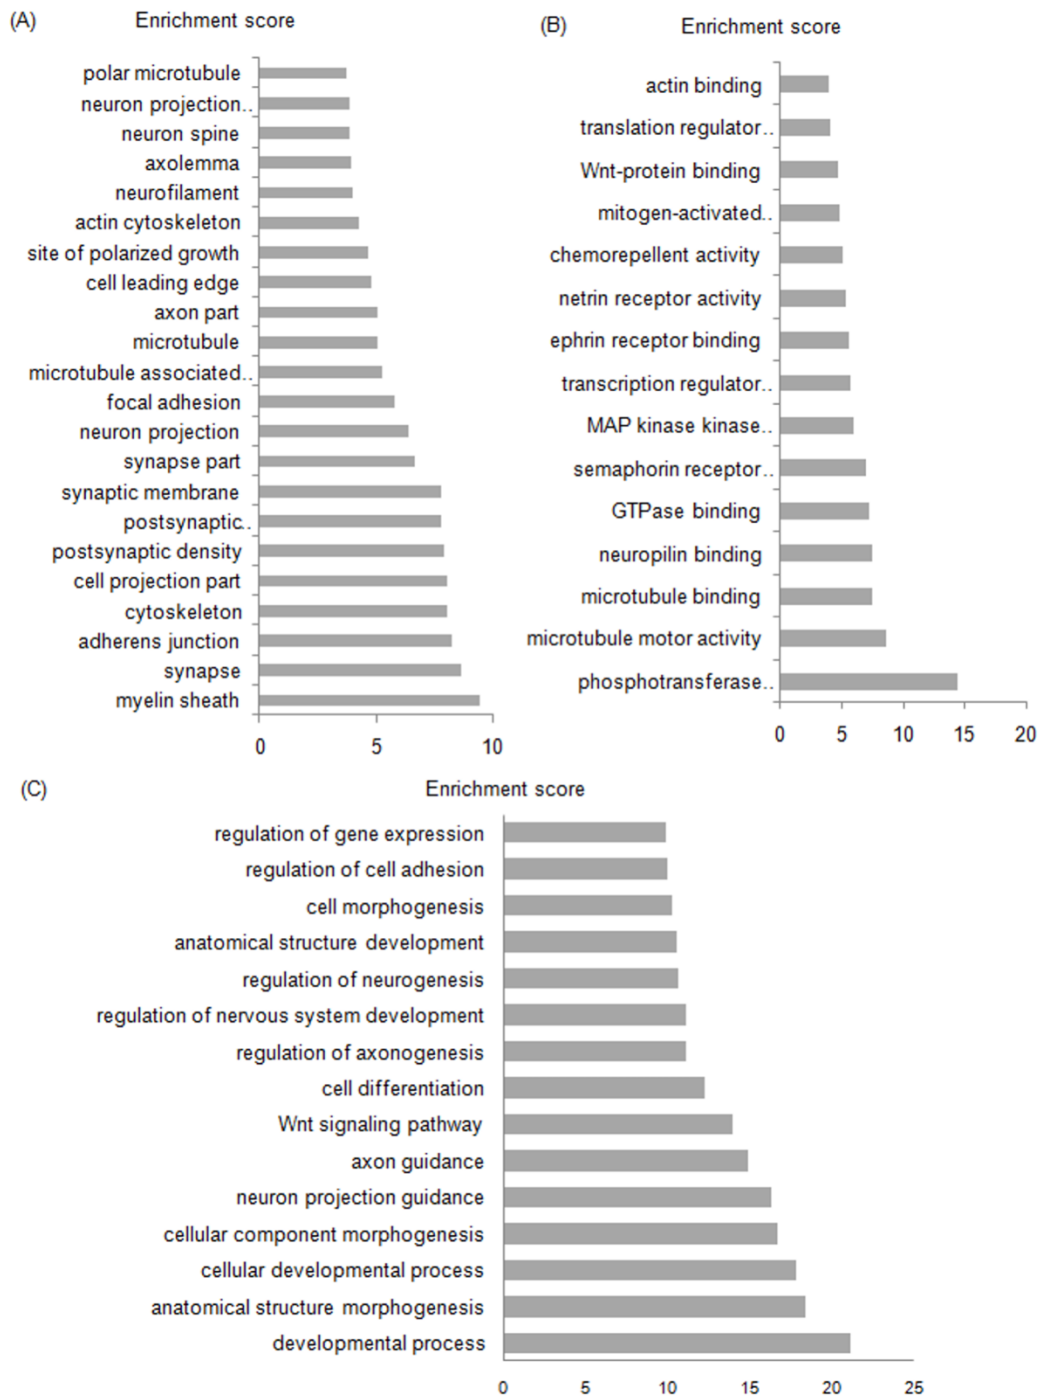 (A)
Enrichment score
polar microtubule
neuron projection..
neuron spine
axolemma
neurofilament
actin cytoskeleton
site of polarized growth
cell leading edge
axon part
microtubule
microtubule associated..
focal adhesion
neuron projection
synapse part
synaptic membrane
postsynaptic..
postsynaptic density
cell projection part
cytoskeleton
adherens junction
synapse
myelin sheath
0 5 10
(B)
Enrichment score
actin binding
translation regulator..
Wnt-protein binding
mitogen-activated..
chemorepellent activity
netrin receptor activity
ephrin receptor binding
transcription regulator..
MAP kinase kinase..
semaphorin receptor..
GTPase binding
neuropilin binding
microtubule binding
microtubule motor activity
phosphotransferase..
0 5 10 15 20
(C)
Enrichment score
regulation of gene expression
regulation of cell adhesion
cell morphogenesis
anatomical structure development
regulation of neurogenesis
regulation of nervous system development
regulation of axonogenesis
cell differentiation
Wnt signaling pathway
axon guidance
neuron projection guidance
cellular component morphogenesis
cellular developmental process
anatomical structure morphogenesis
developmental process
0 5 10 15 20 25